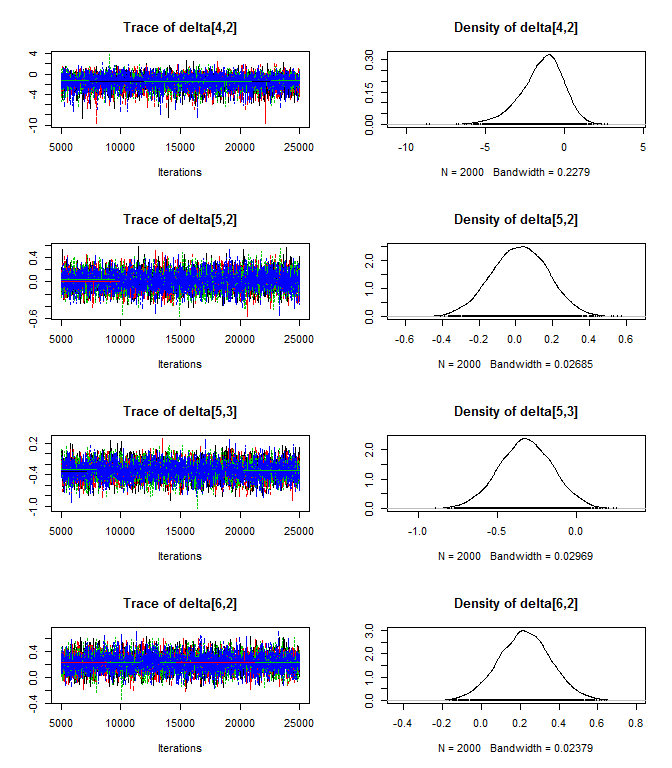 Trace of delta[4,2]
4
0
-4
-10
5000 10000 15000 20000 25000
Iterations
Density of delta[4,2]
0.30
0.15
0.00
-10 -5 0 5
N = 2000 Bandwidth = 0.2279
Trace of delta[5,2]
0.4
0.0
-0.6
5000 10000 15000 20000 25000
Iterations
Density of delta[5,2]
2.0
1.0
0.0
-0.6 -0.4 -0.2 0.0 0.2 0.4 0.6
N = 2000 Bandwidth = 0.02685
Trace of delta[5,3]
0.2
-0.4
-1.0
5000 10000 15000 20000 25000
Iterations
Density of delta[5,3]
2.0
1.0
0.0
-1.0 -0.5 0.0
N = 2000 Bandwidth = 0.02969
Trace of delta[6,2]
0.4
0.0
-0.4
5000 10000 15000 20000 25000
Iterations
Density of delta[6,2]
3.0
2.0
1.0
0.0
-0.4 -0.2 0.0 0.2 0.4 0.6 0.8
N = 2000 Bandwidth = 0.02379